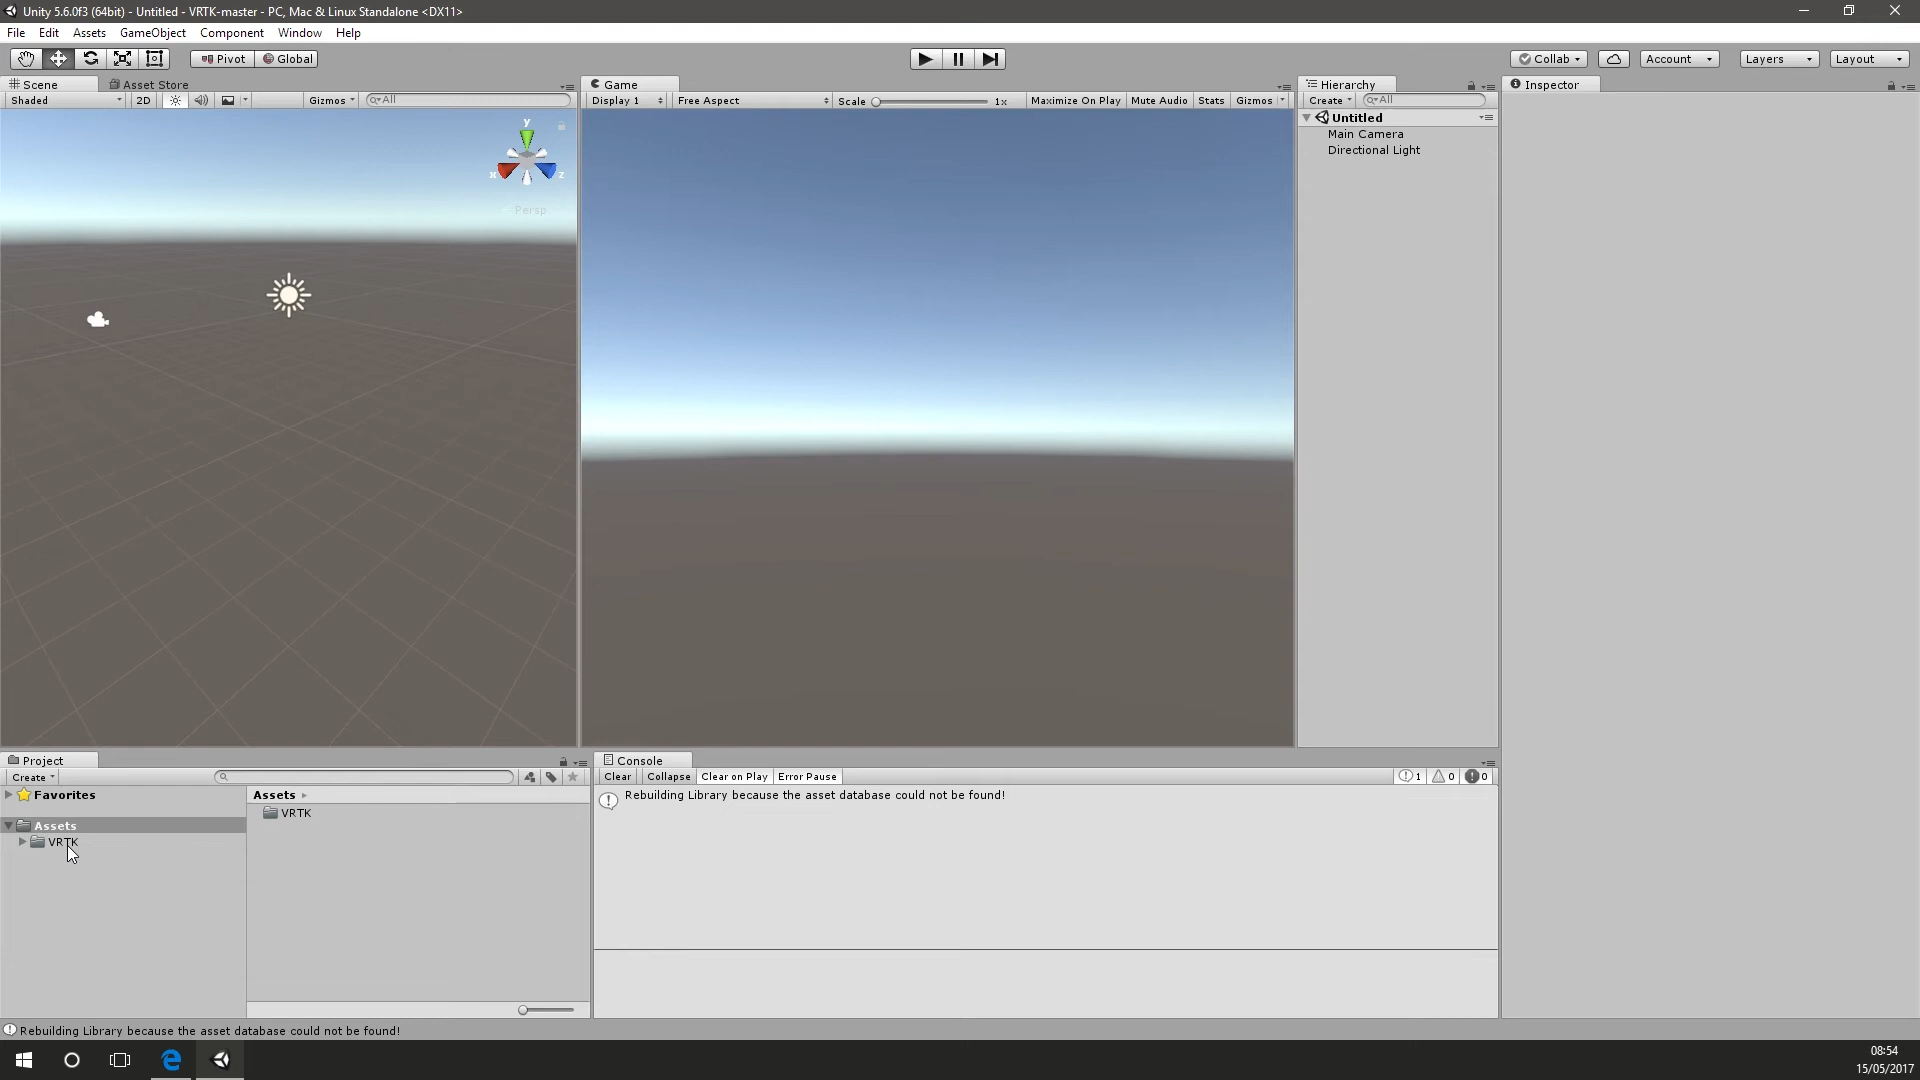 Unity 5.6.0f3 (64bit) - Untitled - VRTK-master - PC, Mac & Linux Standalone <DX11>
File Edit Assets GameObject Component Window Help
Pivot Global Collab Account Layers Layout
Scene Asset Store Game Hierarchy Inspector
Shaded 2D Gizmos All Display 1 Free Aspect Scale 1x Maximize On Play Mute Audio Stats Gizmos Create All
Untitled
Main Camera
Directional Light
y
x z
Persp
Project Console
Create Clear Collapse Clear on Play Error Pause 1 0 0
Favorites Assets Rebuilding Library because the asset database could not be found!
VRTK
Assets
VRTK
Rebuilding Library because the asset database could not be found!
08:54
15/05/2017